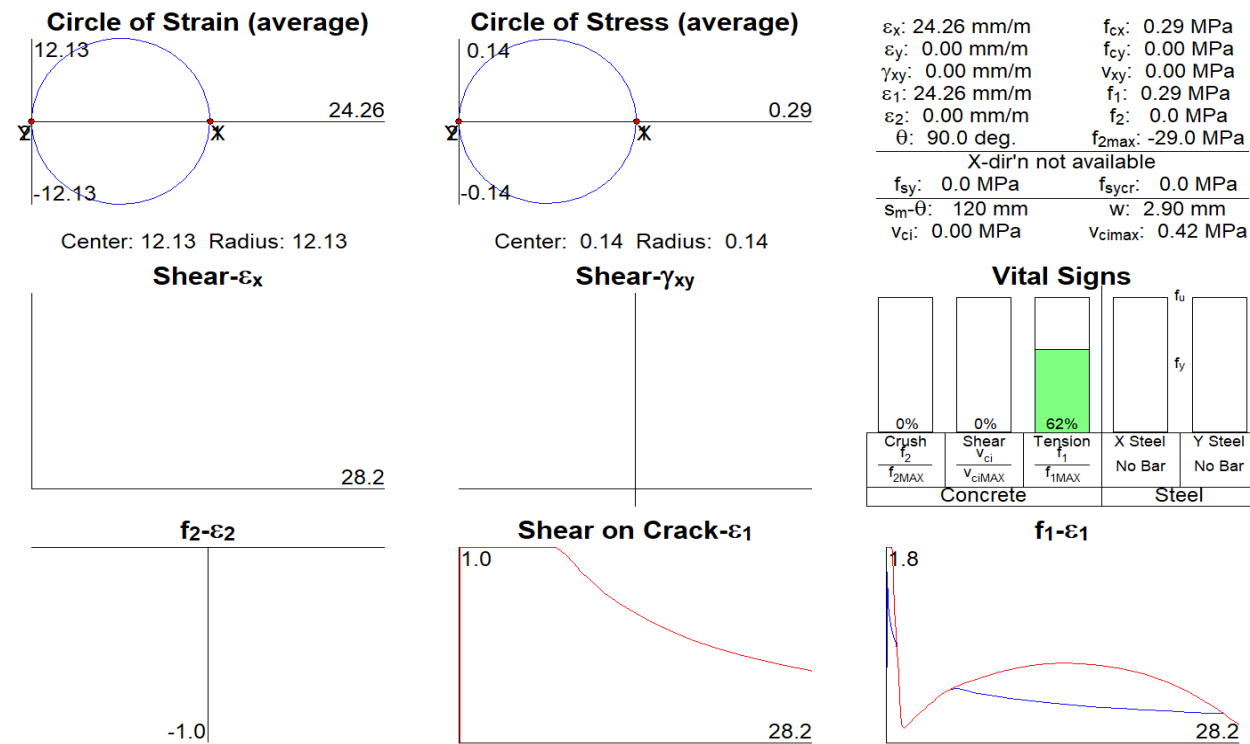 Circle of Strain (average)
12.13
24.26
Y
2
X
1
-12.13
Center: 12.13 Radius: 12.13
Circle of Stress (average)
0.14
0.29
Y
2
X
1
-0.14
Center: 0.14 Radius: 0.14
εx: 24.26 mm/m fcx: 0.29 MPa
εy: 0.00 mm/m fcy: 0.00 MPa
γxy: 0.00 mm/m vxy: 0.00 MPa
ε1: 24.26 mm/m f1: 0.29 MPa
ε2: 0.00 mm/m f2: 0.0 MPa
θ: 90.0 deg. f2max: -29.0 MPa
X-dir'n not available
fsy: 0.0 MPa fsycr: 0.0 MPa
sm-θ: 120 mm w: 2.90 mm
vci: 0.00 MPa vcimax: 0.42 MPa
Shear-εx
28.2
Shear-γxy
Vital Signs
fu
fy
0% 0% 62%
Crush Shear Tension X Steel Y Steel
f2 vci f1
No Bar No Bar
f2MAX vciMAX f1MAX
Concrete Steel
f2-ε2
-1.0
Shear on Crack-ε1
1.0
28.2
f1-ε1
1.8
28.2